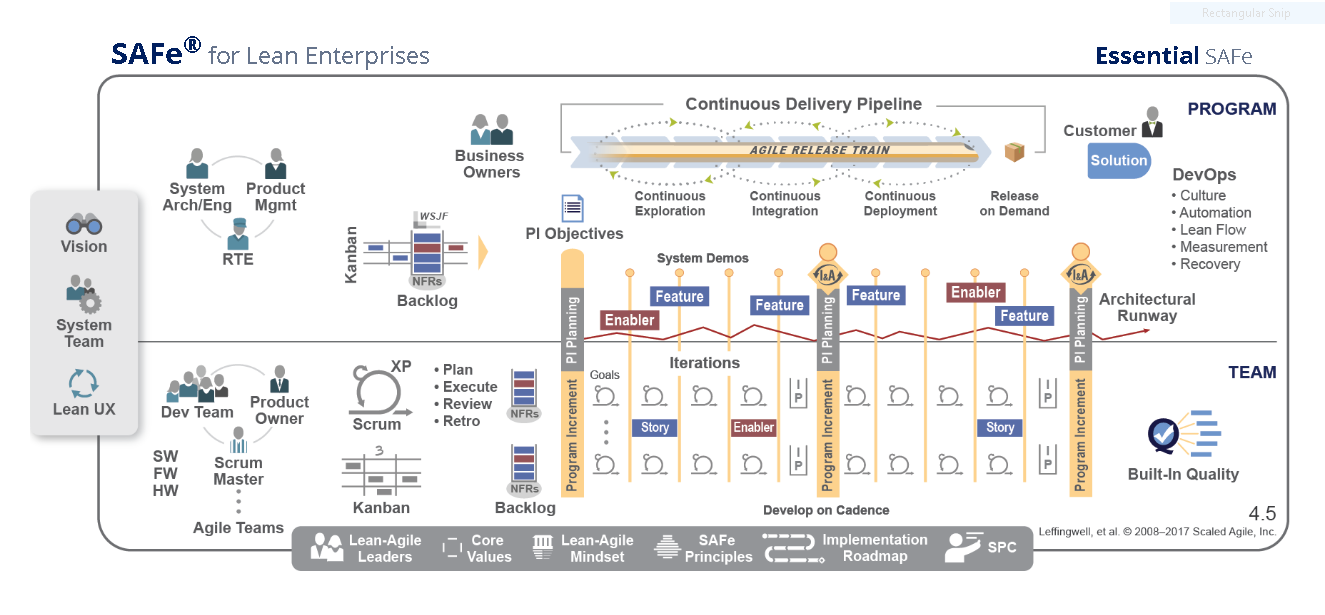 Rectangular Snip
SAFe® for Lean Enterprises
Essential SAFe
PROGRAM
Continuous Delivery Pipeline
AGILE RELEASE TRAIN
Continuous
Exploration
Continuous
Integration
Continuous
Deployment
Release
on Demand
Customer
Solution
DevOps
• Culture
• Automation
• Lean Flow
• Measurement
• Recovery
Business
Owners
System
Arch/Eng
Product
Mgmt
RTE
Vision
System
Team
Lean UX
Kanban
WSJF
NFRs
Backlog
PI Objectives
System Demos
Enabler
Feature
Feature
I&A
Feature
Enabler
Feature
I&A
Architectural
Runway
PI Planning
PI Planning
PI Planning
TEAM
Dev Team
Product
Owner
Scrum
Master
SW
FW
HW
Agile Teams
XP
Scrum
• Plan
• Execute
• Review
• Retro
3
Kanban
NFRs
NFRs
Backlog
Program Increment
Program Increment
Program Increment
Iterations
Goals
Story
Enabler
Story
I P
I P
I P
I P
Develop on Cadence
Built-In Quality
4.5
Leffingwell, et al. © 2008–2017 Scaled Agile, Inc.
Lean-Agile
Leaders
Core
Values
Lean-Agile
Mindset
SAFe
Principles
Implementation
Roadmap
SPC